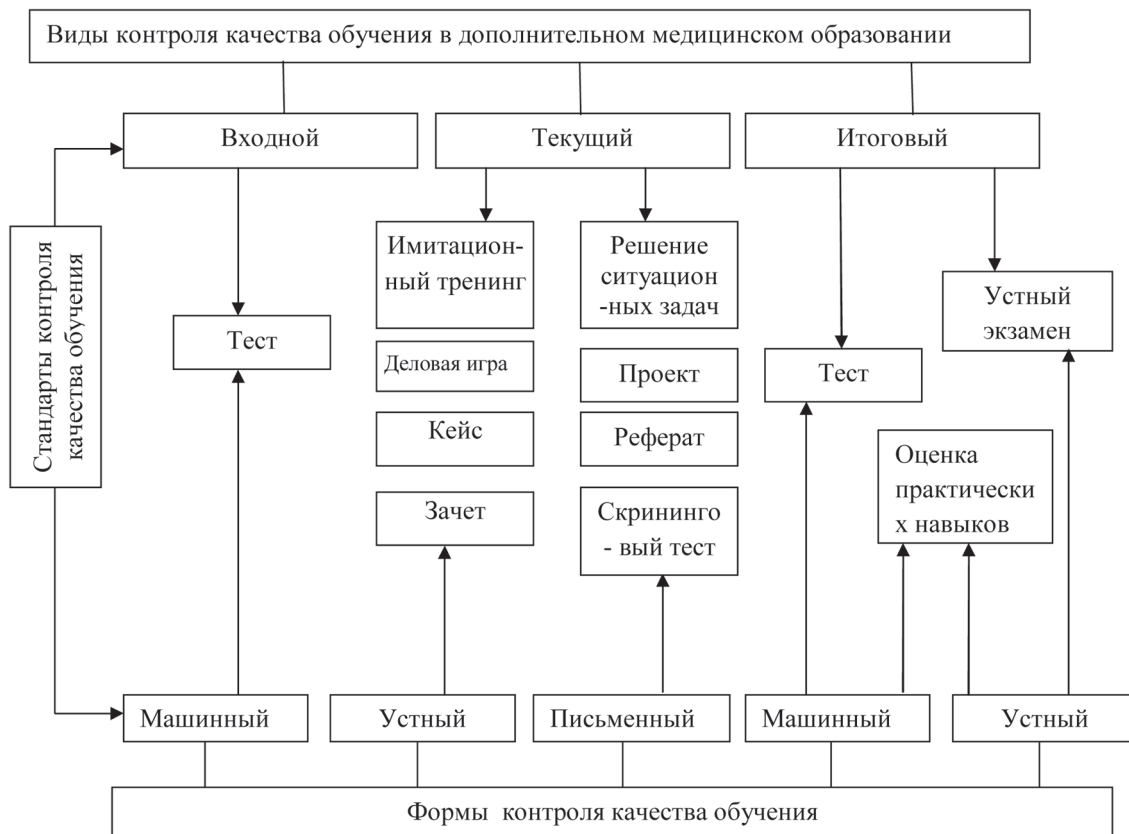 Виды контроля качества обучения в дополнительном медицинском образовании
Входной
Текущий
Итоговый
Стандарты контроля
качества обучения
Имитацион-
ный тренинг
Решение
ситуацион
-ных задач
Устный
экзамен
Тест
Деловая игра
Проект
Тест
Кейс
Реферат
Оценка
практически
х навыков
Зачет
Скринингo
- вый тест
Машинный
Устный
Письменный
Машинный
Устный
Формы контроля качества обучения